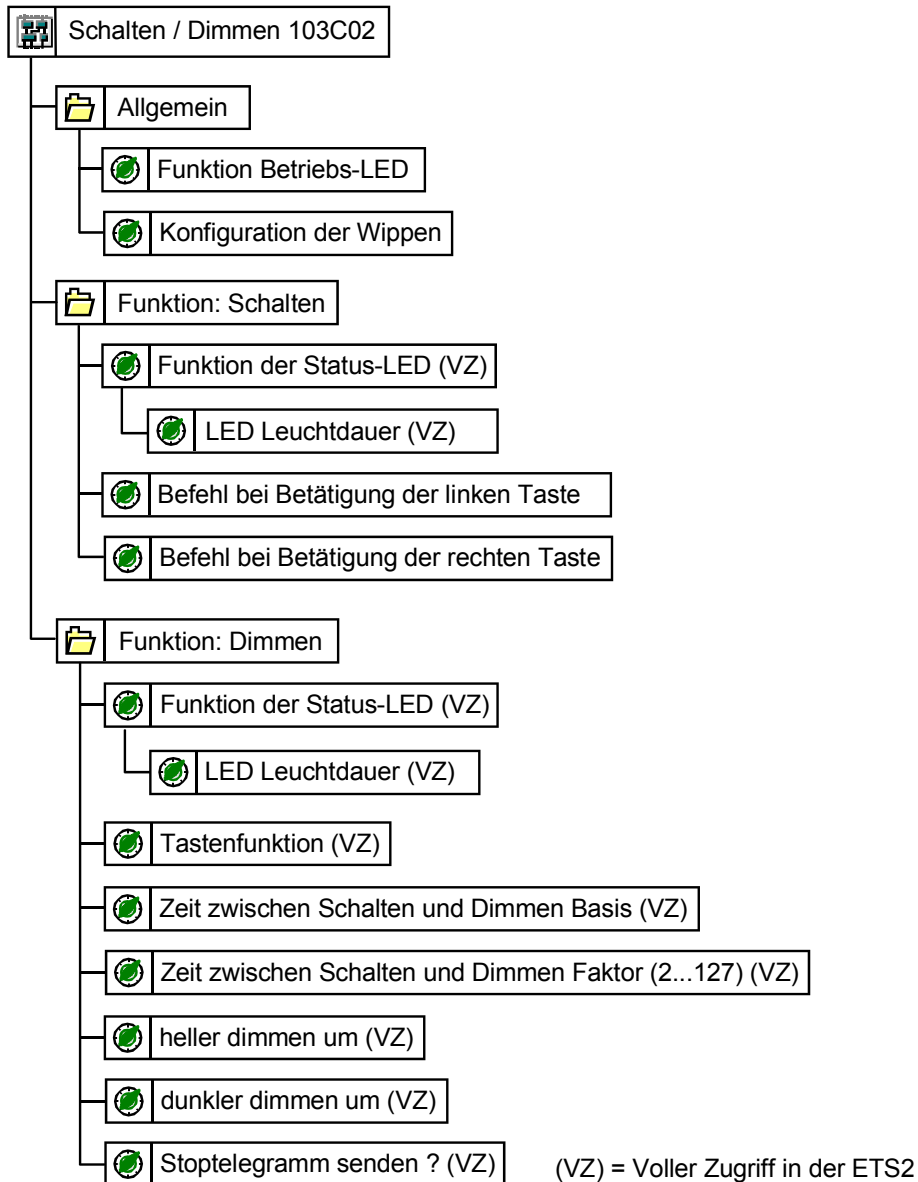 Schalten / Dimmen 103C02
Allgemein
Funktion Betriebs-LED
Konfiguration der Wippen
Funktion: Schalten
Funktion der Status-LED (VZ)
LED Leuchtdauer (VZ)
Befehl bei Betätigung der linken Taste
Befehl bei Betätigung der rechten Taste
Funktion: Dimmen
Funktion der Status-LED (VZ)
LED Leuchtdauer (VZ)
Tastenfunktion (VZ)
Zeit zwischen Schalten und Dimmen Basis (VZ)
Zeit zwischen Schalten und Dimmen Faktor (2...127) (VZ)
heller dimmen um (VZ)
dunkler dimmen um (VZ)
Stoptelegramm senden ? (VZ)
(VZ) = Voller Zugriff in der ETS2